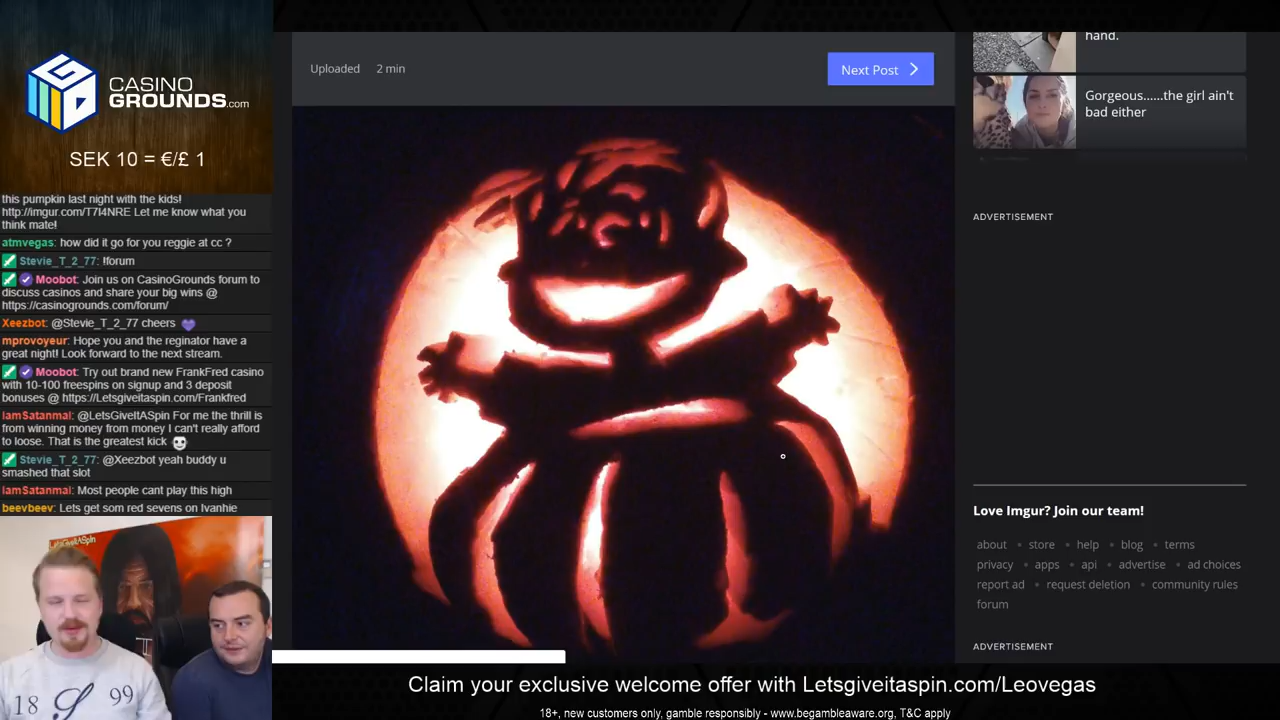 CASINO
GROUNDS.com
SEK 10 = €/£ 1
this pumpkin last night with the kids!
http://imgur.com/T7I4NRE Let me know what you
think mate!
atmvegas: how did it go for you reggie at cc ?
Stevie_T_2_77: !forum
Moobot: Join us on CasinoGrounds forum to
discuss casinos and share your big wins @
https://casinogrounds.com/forum/
Xeezbot: @Stevie_T_2_77 cheers
mprovoyeur: Hope you and the reginator have a
great night! Look forward to the next stream.
Moobot: Try out brand new FrankFred casino
with 10-100 freespins on signup and 3 deposit
bonuses @ https://Letsgiveitaspin.com/Frankfred
IamSatanmal: @LetsGiveItASpin For me the thrill is
from winning money from money I can't really afford
to loose. That is the greatest kick
Stevie_T_2_77: @Xeezbot yeah buddy u
smashed that slot
IamSatanmal: Most people cant play this high
beevbeev: Lets get som red sevens on Ivanhie
LetsGiveItASpin
18 99
Uploaded 2 min
Next Post
hand.
Gorgeous......the girl ain't
bad either
ADVERTISEMENT
Love Imgur? Join our team!
about • store • help • blog • terms
privacy • apps • api • advertise • ad choices
report ad • request deletion • community rules
forum
ADVERTISEMENT
Claim your exclusive welcome offer with Letsgiveitaspin.com/Leovegas
18+, new customers only, gamble responsibly - www.begambleaware.org, T&C apply